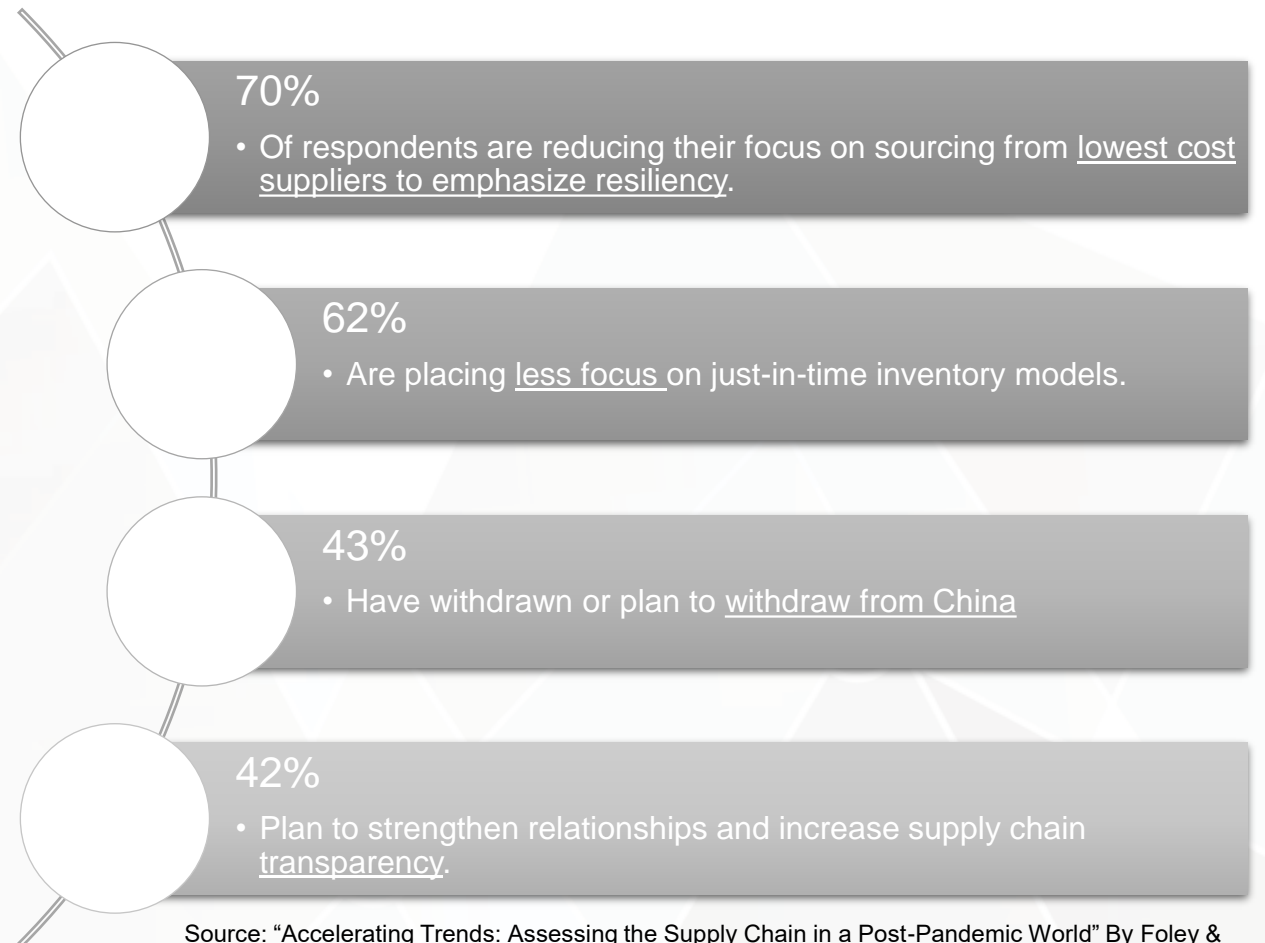 70%
• Of respondents are reducing their focus on sourcing from lowest cost
suppliers to emphasize resiliency.
62%
• Are placing less focus on just-in-time inventory models.
43%
• Have withdrawn or plan to withdraw from China
42%
• Plan to strengthen relationships and increase supply chain
transparency.
Source: “Accelerating Trends: Assessing the Supply Chain in a Post-Pandemic World” By Foley &